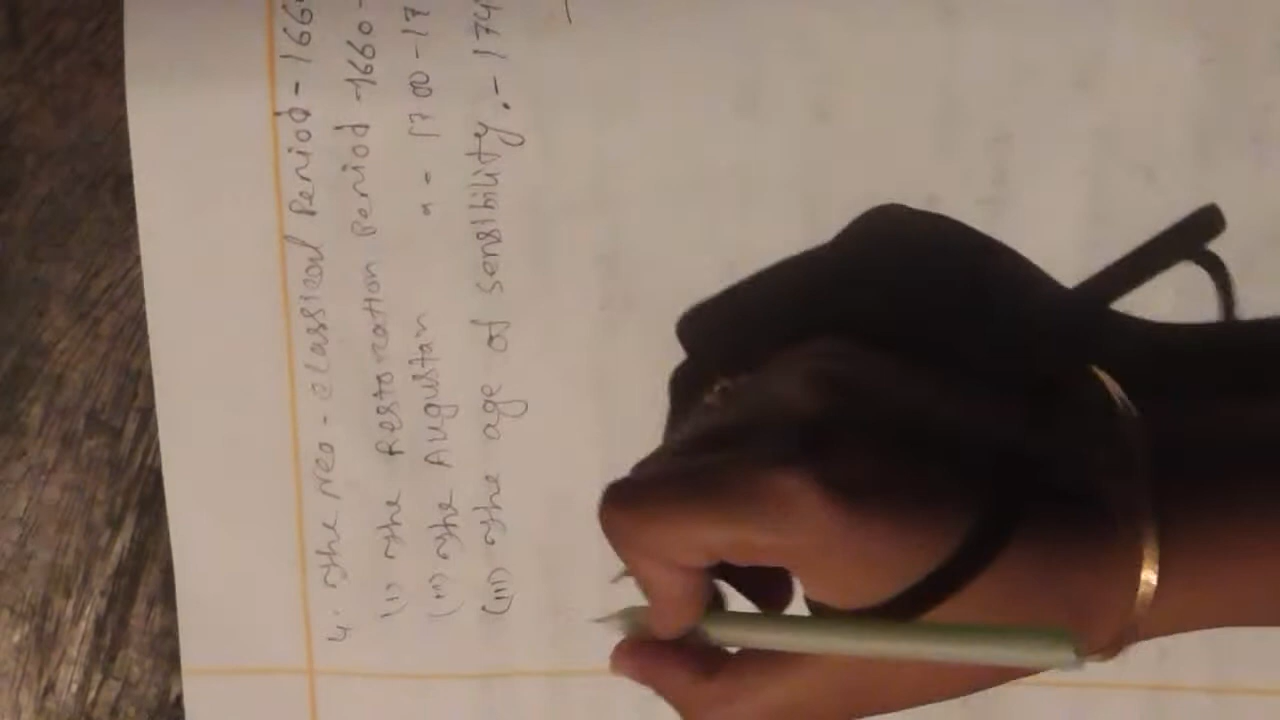 4. The Neo-classical Period - 166
(i) The Restoration Period - 1660 -
(ii) The Augustan " - 1700 - 17
(iii) The age of sensibility. - 174